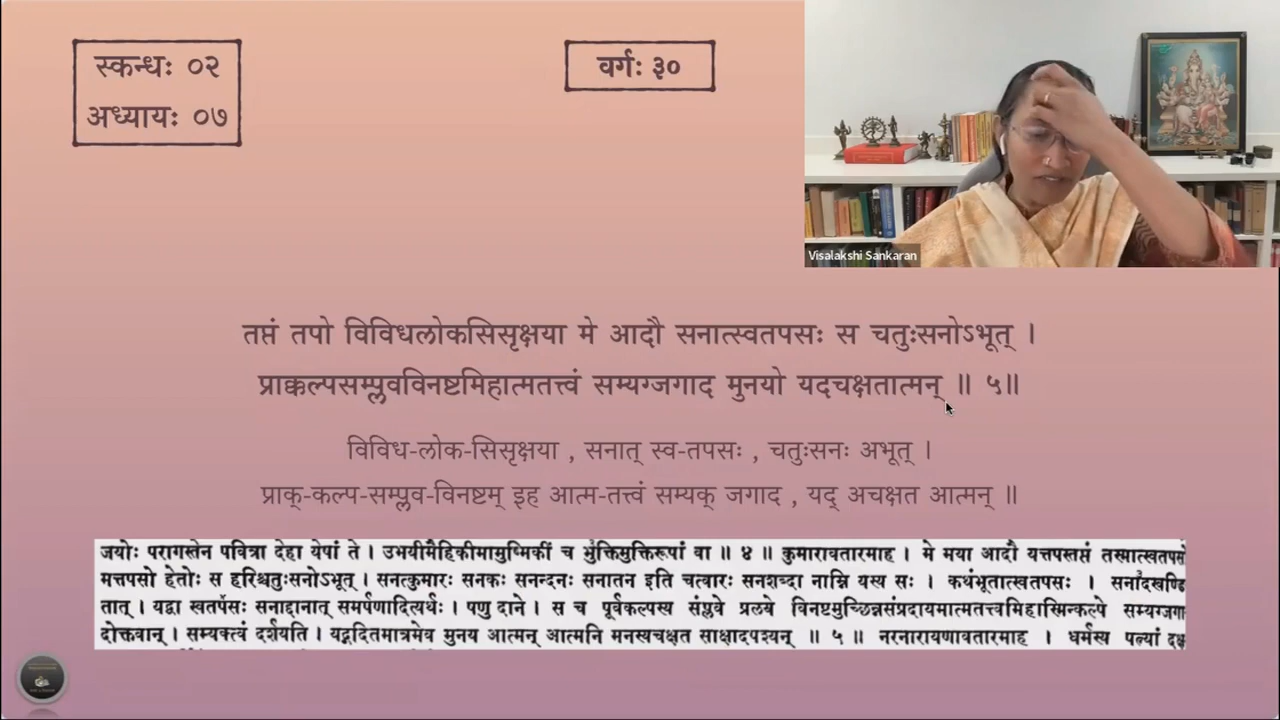 स्कन्धः ०२
अध्यायः ०७
वर्गः ३०
Visalakshi Sankaran
तप्तं तपो विविधलोकसिसृक्षया मे आदौ सनात्स्वतपसः स चतुःसनोऽभूत् ।
प्राक्कल्पसम्प्लवविनष्टमिहात्मतत्त्वं सम्यग्जगाद मुनयो यदचक्षतात्मन् ॥ ५॥
विविध-लोक-सिसृक्षया , सनात् स्व-तपसः , चतुःसनः अभूत् ।
प्राक्-कल्प-सम्प्लव-विनष्टम् इह आत्म-तत्त्वं सम्यक् जगाद , यद् अचक्षत आत्मन् ॥
जयोः परागस्तेन पवित्रा देहा येषां ते । उभयीमैहिकीमामुष्मिकीं च भुक्तिमुक्तिरूपां वा ॥ ४ ॥ कुमारावतारमाह । मे मया आदौ यत्तपस्तप्तं तस्मात्स्वतपसो
मत्तपसो हेतोः स हरिश्चतुःसनोऽभूत् । सनत्कुमारः सनकः सनन्दनः सनातन इति चत्वारः सनशब्दा नाम्नि यस्य सः । कथंभूतात्स्वतपसः । सनादखण्डि
तात् । यद्वा स्वतपसः सनाद्दानात् समर्पणादित्यर्थः । षणु दाने । स च पूर्वकल्पस्य संप्लवे प्रलये विनष्टमुच्छिन्नसंप्रदायमात्मतत्त्वमिहास्मिन्कल्पे सम्यग्जगा
दोक्तवान् । सम्यक्त्वं दर्शयति । यद्गदितमात्रमेव मुनय आत्मन् आत्मनि मनस्यचक्षत साक्षादपश्यन् ॥ ५ ॥ नरनारायणावतारमाह । धर्मस्य पत्न्यां दक्ष